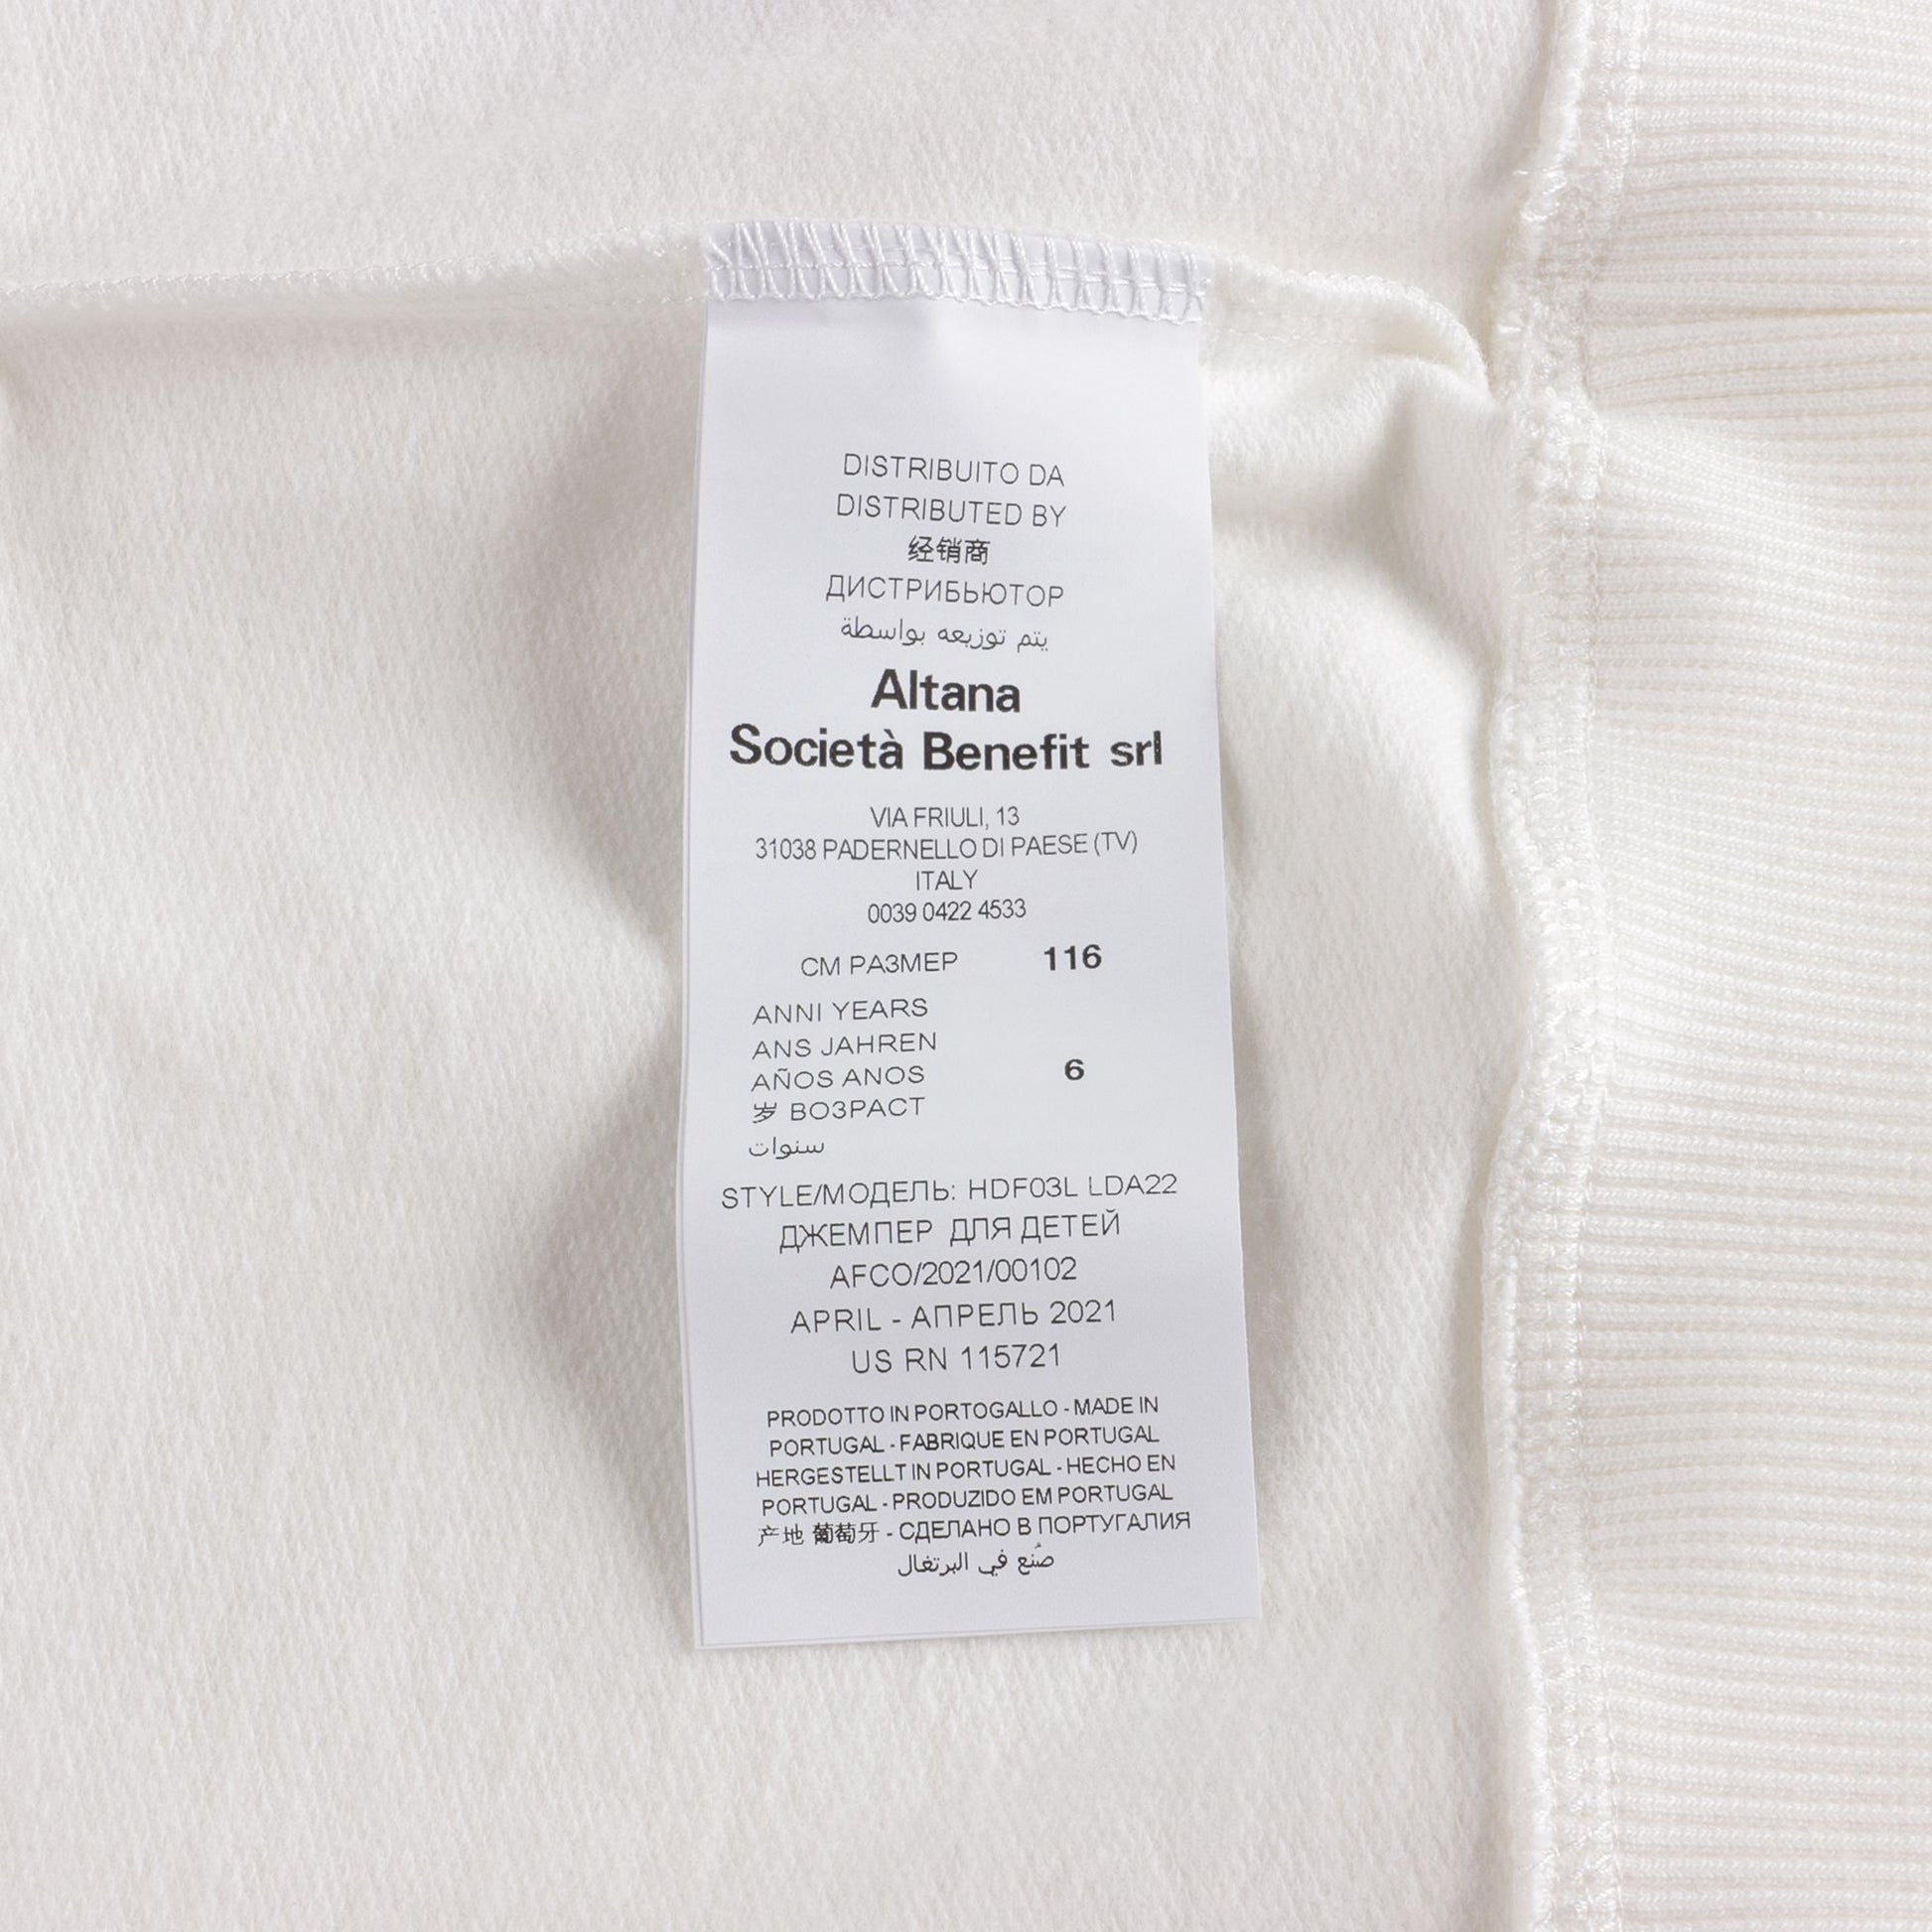 DISTRIBUITO DA
DISTRIBUTED BY
经销商
ДИСТРИБЬЮТОР
يتم توزيعه بواسطة
Altana
Società Benefit srl
VIA FRIULI, 13
31038 PADERNELLO DI PAESE (TV)
ITALY
0039 0422 4533
СМ РАЗМЕР 116
ANNI YEARS
ANS JAHREN
AÑOS ANOS 6
岁 ВОЗРАСТ
سنوات
STYLE/МОДЕЛЬ: HDF03L LDA22
ДЖЕМПЕР ДЛЯ ДЕТЕЙ
AFCO/2021/00102
APRIL - АПРЕЛЬ 2021
US RN 115721
PRODOTTO IN PORTOGALLO - MADE IN
PORTUGAL - FABRIQUE EN PORTUGAL
HERGESTELLT IN PORTUGAL - HECHO EN
PORTUGAL - PRODUZIDO EM PORTUGAL
产地 葡萄牙 - СДЕЛАНО В ПОРТУГАЛИЯ
صُنع في البرتغال